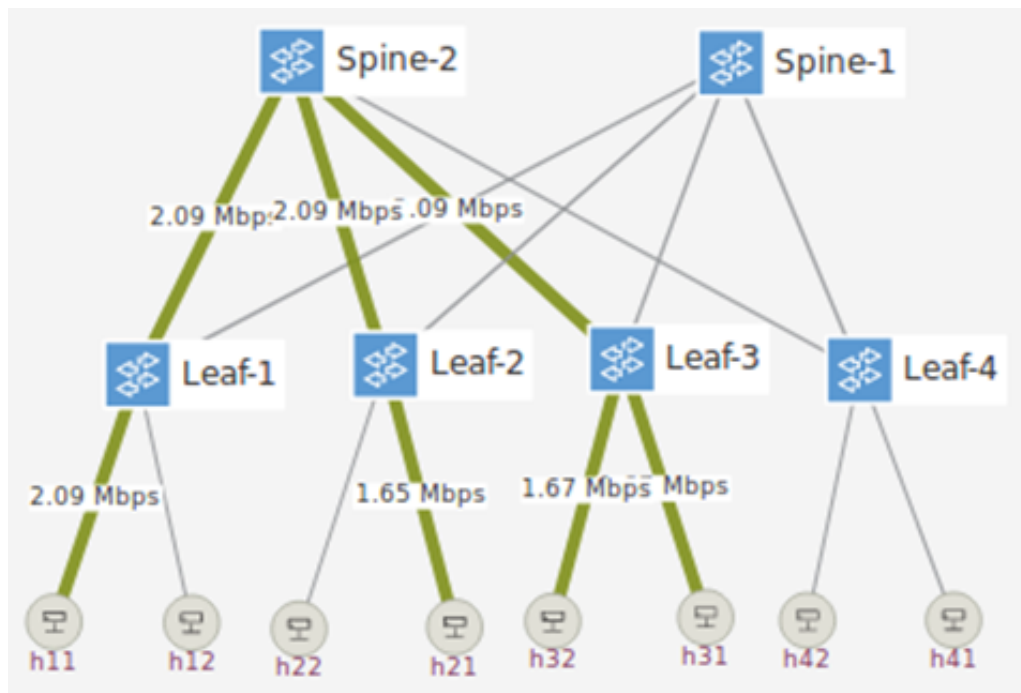 Spine-2
Spine-1
2.09 Mbps
2.09 Mbps
.09 Mbps
Leaf-1
Leaf-2
Leaf-3
Leaf-4
2.09 Mbps
1.65 Mbps
1.67 Mbps
Mbps
h11
h12
h22
h21
h32
h31
h42
h41